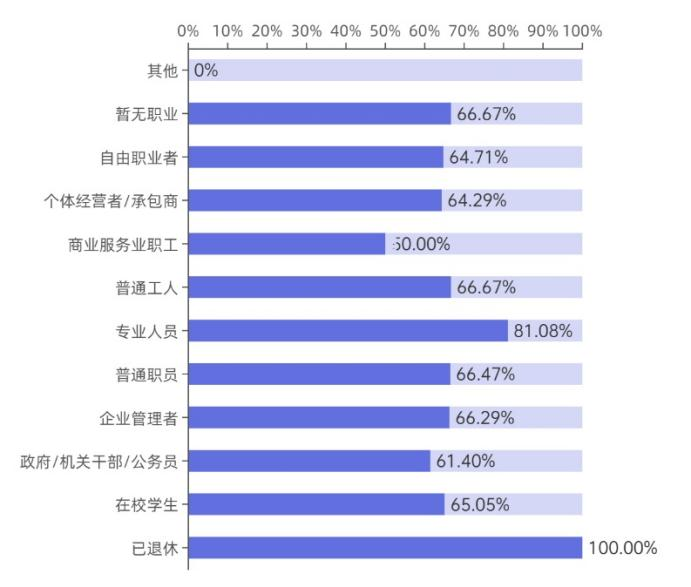 0% 10% 20% 30% 40% 50% 60% 70% 80% 90% 100%
其他 0%
暂无职业 66.67%
自由职业者 64.71%
个体经营者/承包商 64.29%
商业服务业职工 50.00%
普通工人 66.67%
专业人员 81.08%
普通职员 66.47%
企业管理者 66.29%
政府/机关干部/公务员 61.40%
在校学生 65.05%
已退休 100.00%